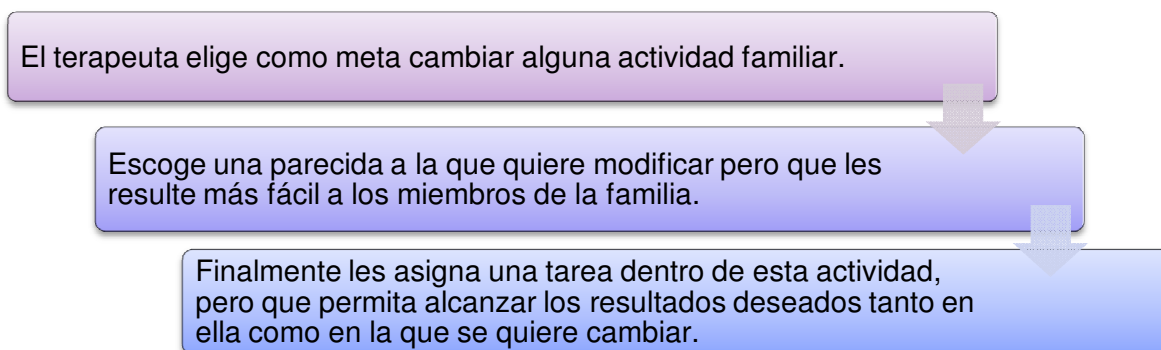 El terapeuta elige como meta cambiar alguna actividad familiar.
Escoge una parecida a la que quiere modificar pero que les
resulte más fácil a los miembros de la familia.
Finalmente les asigna una tarea dentro de esta actividad,
pero que permita alcanzar los resultados deseados tanto en
ella como en la que se quiere cambiar.